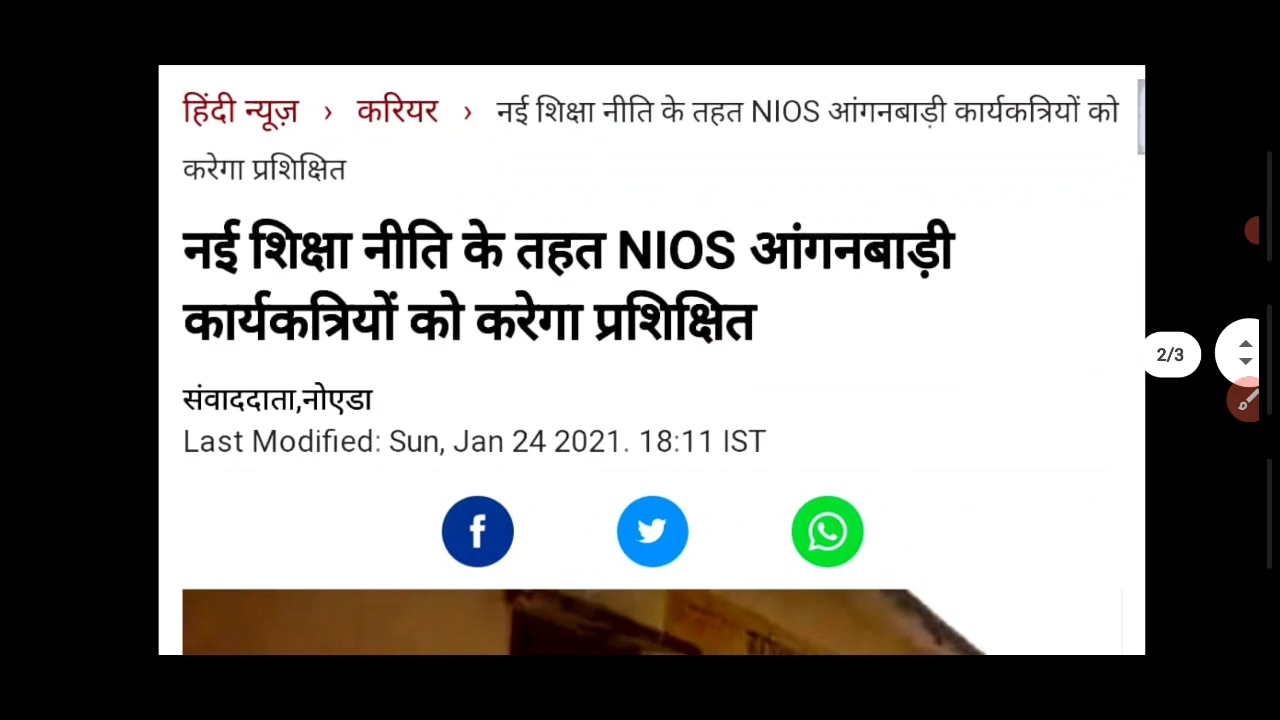 हिंदी न्यूज़ › करियर › नई शिक्षा नीति के तहत NIOS आंगनबाड़ी कार्यकत्रियों को
करेगा प्रशिक्षित
नई शिक्षा नीति के तहत NIOS आंगनबाड़ी
कार्यकत्रियों को करेगा प्रशिक्षित
संवाददाता,नोएडा
Last Modified: Sun, Jan 24 2021. 18:11 IST
2/3